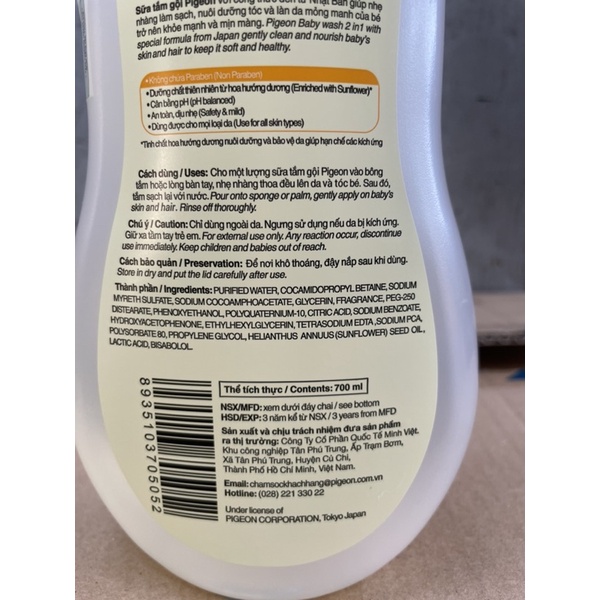 Sữa tắm gội Pigeon với công thức đến từ Nhật Bản giúp nhẹ
nhàng làm sạch, nuôi dưỡng tóc và làn da mỏng manh của bé
trở nên khỏe mạnh và mịn màng. Pigeon Baby wash 2 in1 with
special formula from Japan gently clean and nourish baby's
skin and hair to keep it soft and healthy.
• Không chứa Paraben (Non Paraben)
• Dưỡng chất thiên nhiên từ hoa hướng dương (Enriched with Sunflower)*
• Cân bằng pH (pH balanced)
• An toàn, dịu nhẹ (Safety & mild)
• Dùng được cho mọi loại da (Use for all skin types)
*Tinh chất hoa hướng dương nuôi dưỡng và bảo vệ da giúp hạn chế các kích ứng
Cách dùng / Uses: Cho một lượng sữa tắm gội Pigeon vào bông
tắm hoặc lòng bàn tay, nhẹ nhàng thoa đều lên da và tóc bé. Sau đó,
tắm sạch lại với nước. Pour onto sponge or palm, gently apply on baby's
skin and hair. Rinse off thoroughly.
Chú ý / Caution: Chỉ dùng ngoài da. Ngưng sử dụng nếu da bị kích ứng.
Giữ xa tầm tay trẻ em. For external use only. Any reaction occur, discontinue
use immediately. Keep children and babies out of reach.
Cách bảo quản / Preservation: Để nơi khô thoáng, đậy nắp sau khi dùng.
Store in dry and put the lid carefully after use.
Thành phần / Ingredients: PURIFIED WATER, COCAMIDOPROPYL BETAINE, SODIUM
MYRETH SULFATE, SODIUM COCOAMPHOACETATE, GLYCERIN, FRAGRANCE, PEG-250
DISTEARATE, PHENOXYETHANOL, POLYQUATERNIUM-10, CITRIC ACID, SODIUM BENZOATE,
HYDROXYACETOPHENONE, ETHYLHEXYLGLYCERIN, TETRASODIUM EDTA, SODIUM PCA,
POLYSORBATE 80, PROPYLENE GLYCOL, HELIANTHUS ANNUUS (SUNFLOWER) SEED OIL,
LACTIC ACID, BISABOLOL.
8935103705052
Thể tích thực / Contents: 700 ml
NSX/MFD: xem dưới đáy chai / see bottom
HSD/EXP: 3 năm kể từ NSX / 3 years from MFD
Sản xuất và chịu trách nhiệm đưa sản phẩm
ra thị trường: Công Ty Cổ Phần Quốc Tế Minh Việt.
Khu công nghiệp Tân Phú Trung, Ấp Trạm Bơm,
Xã Tân Phú Trung, Huyện Củ Chi,
Thành Phố Hồ Chí Minh, Việt Nam.
Email: chamsockhachhang@pigeon.com.vn
Hotline: (028) 221 330 22
Under license of
PIGEON CORPORATION, Tokyo Japan